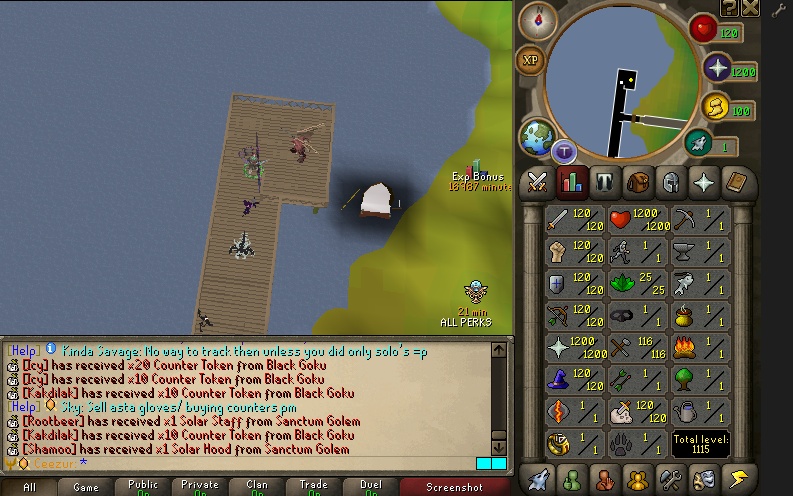 120
XP
1200
100
T
1
Exp Bonus
16987 minute
21 min
ALL PERKS
[Help] Kinda Savage: No way to track then unless you did only solo's =p
[Icy] has received x20 Counter Token from Black Goku
[Icy] has received x10 Counter Token from Black Goku
[Kakdilak] has received x10 Counter Token from Black Goku
[Help] Sky: Sell asta gloves/ buying counters pm
[Rootbeer] has received x1 Solar Staff from Sanctum Golem
[Kakdilak] has received x10 Counter Token from Black Goku
[Shamoo] has received x1 Solar Hood from Sanctum Golem
Ceezur *
All Game Public On Private On Clan On Trade On Duel On Screenshot
T
120/120 1200/1200 1/1
120/120 1/1 1/1
120/120 25/25 1/1
120/120 1/1 1/1
1200/1200 116/116 1/1
120/120 1/1 1/1
1/1 120/120 1/1
1/1 1/1 Total level: 1115